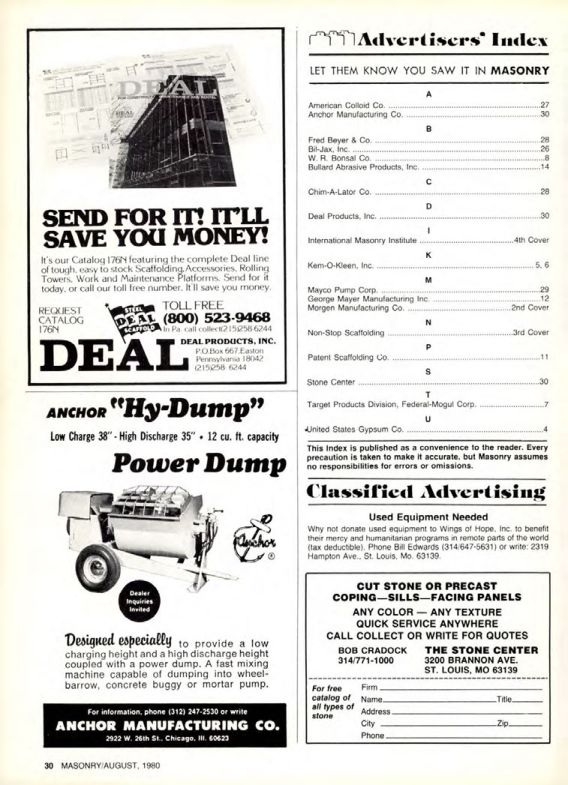 DEAL
SEND FOR IT! IT'LL
SAVE YOU MONEY!
It's our Catalog 176N featuring the complete Deal line
of tough, easy to stock Scaffolding, Accessories, Rolling
Towers, Work and Maintenance Platforms. Send for it
today, or call our toll free number. It'll save you money.
REQUEST
CATALOG
176N
STEEL
DEAL
SCAFFOLD
TOLL FREE
(800) 523-9468
In Pa. call collect (215)258-6244
DEAL
DEAL PRODUCTS, INC.
P.O.Box 667, Easton
Pennsylvania 18042
(215)258-6244
ANCHOR "Hy-Dump"
Low Charge 38" - High Discharge 35" • 12 cu. ft. capacity
Power Dump
Anchor ®
Dealer
Inquiries
Invited
Designed especially to provide a low
charging height and a high discharge height
coupled with a power dump. A fast mixing
machine capable of dumping into wheel-
barrow, concrete buggy or mortar pump.
For information, phone (312) 247-2530 or write
ANCHOR MANUFACTURING CO.
2922 W. 26th St., Chicago, Ill. 60623
30 MASONRY/AUGUST, 1980
Advertisers' Index
LET THEM KNOW YOU SAW IT IN MASONRY
A
American Colloid Co. ....27
Anchor Manufacturing Co. ....30
B
Fred Beyer & Co. ....28
Bil-Jax, Inc. ....26
W. R. Bonsal Co. ....8
Bullard Abrasive Products, Inc. ....14
C
Chim-A-Lator Co. ....28
D
Deal Products, Inc. ....30
I
International Masonry Institute ....4th Cover
K
Kem-O-Kleen, Inc. ....5, 6
M
Mayco Pump Corp. ....29
George Mayer Manufacturing Inc. ....12
Morgen Manufacturing Co. ....2nd Cover
N
Non-Stop Scaffolding ....3rd Cover
P
Patent Scaffolding Co. ....11
S
Stone Center ....30
T
Target Products Division, Federal-Mogul Corp. ....7
U
United States Gypsum Co. ....4
This Index is published as a convenience to the reader. Every
precaution is taken to make it accurate, but Masonry assumes
no responsibilities for errors or omissions.
Classified Advertising
Used Equipment Needed
Why not donate used equipment to Wings of Hope, Inc. to benefit
their mercy and humanitarian programs in remote parts of the world
(tax deductible). Phone Bill Edwards (314/647-5631) or write: 2319
Hampton Ave., St. Louis, Mo. 63139.
CUT STONE OR PRECAST
COPING—SILLS—FACING PANELS
ANY COLOR — ANY TEXTURE
QUICK SERVICE ANYWHERE
CALL COLLECT OR WRITE FOR QUOTES
BOB CRADOCK
314/771-1000
THE STONE CENTER
3200 BRANNON AVE.
ST. LOUIS, MO 63139
For free
catalog of
all types of
stone
Firm
Name Title
Address
City Zip
Phone